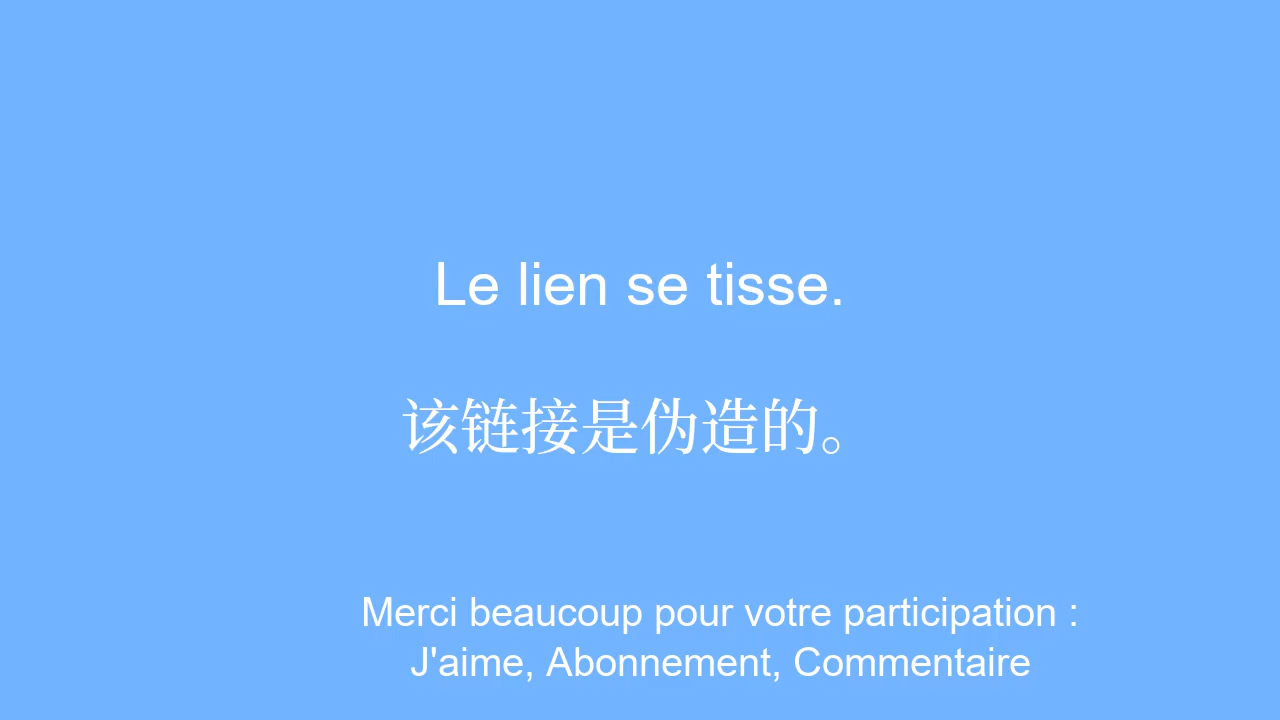 Le lien se tisse.
该链接是伪造的。
Merci beaucoup pour votre participation :
J'aime, Abonnement, Commentaire